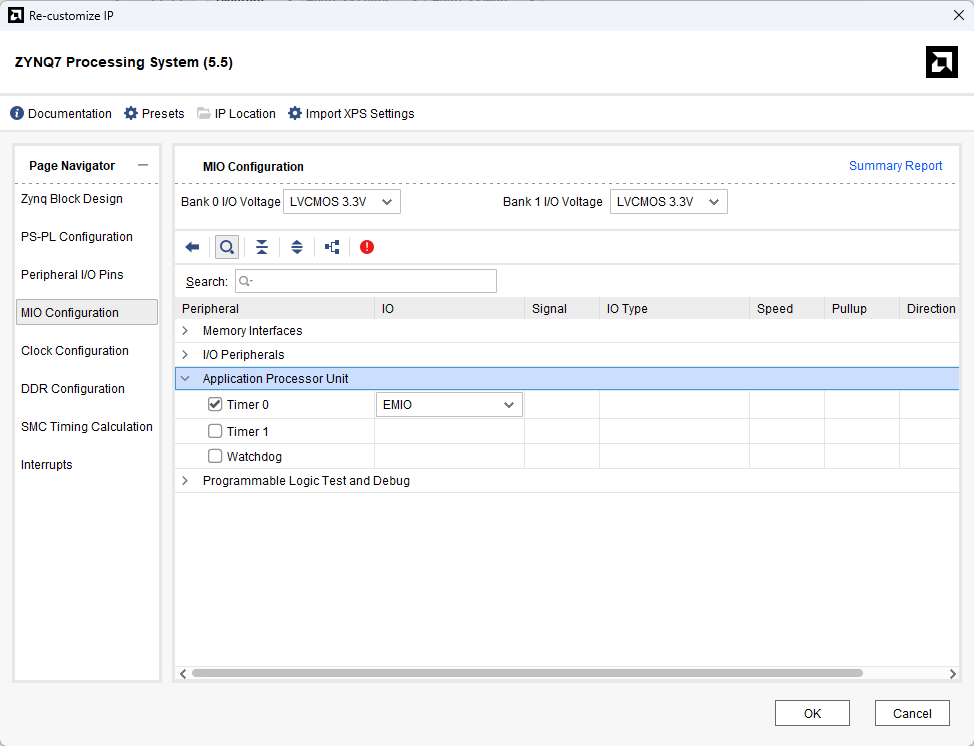 Re-customize IP
ZYNQ7 Processing System (5.5)
Documentation Presets IP Location Import XPS Settings
Page Navigator
Zynq Block Design
PS-PL Configuration
Peripheral I/O Pins
MIO Configuration
Clock Configuration
DDR Configuration
SMC Timing Calculation
Interrupts
MIO Configuration Summary Report
Bank 0 I/O Voltage LVCMOS 3.3V Bank 1 I/O Voltage LVCMOS 3.3V
Search:
Peripheral IO Signal IO Type Speed Pullup Direction
Memory Interfaces
I/O Peripherals
Application Processor Unit
Timer 0 EMIO
Timer 1
Watchdog
Programmable Logic Test and Debug
OK Cancel